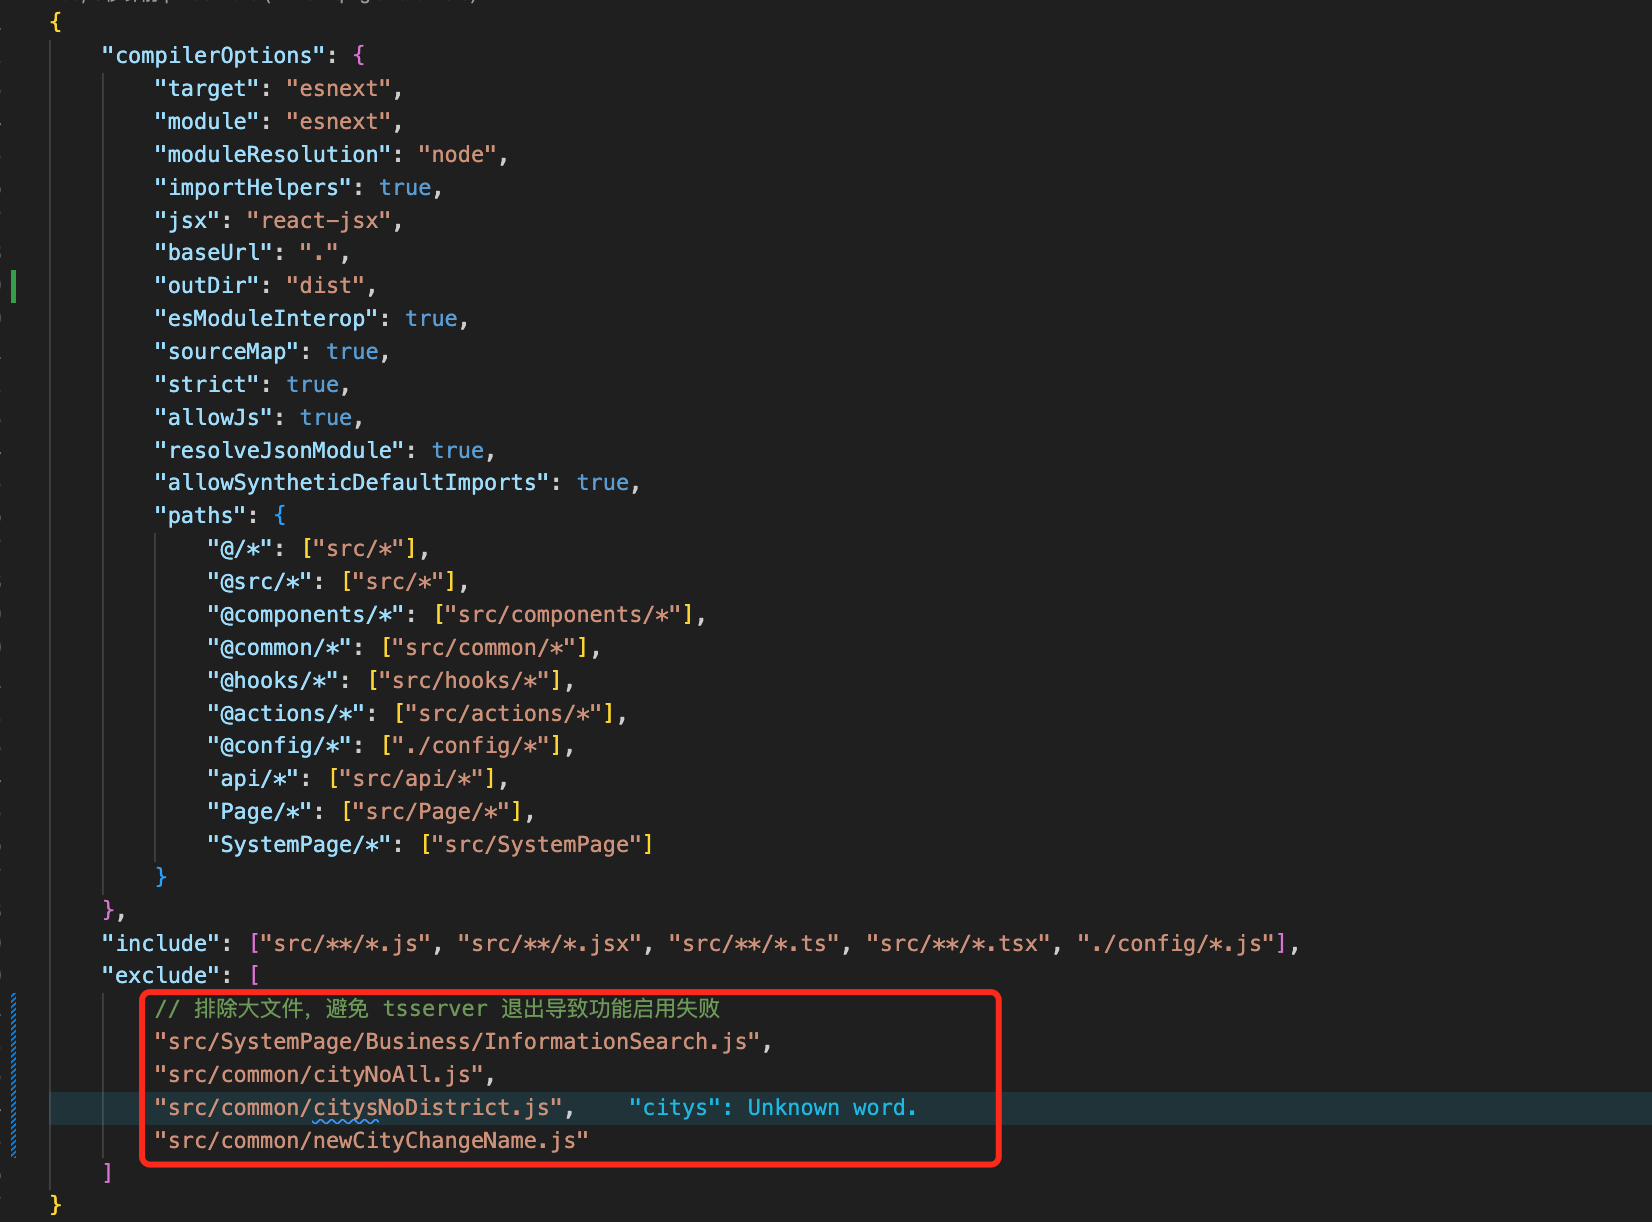 {
"compilerOptions": {
"target": "esnext",
"module": "esnext",
"moduleResolution": "node",
"importHelpers": true,
"jsx": "react-jsx",
"baseUrl": ".",
"outDir": "dist",
"esModuleInterop": true,
"sourceMap": true,
"strict": true,
"allowJs": true,
"resolveJsonModule": true,
"allowSyntheticDefaultImports": true,
"paths": {
"@/*": ["src/*"],
"@src/*": ["src/*"],
"@components/*": ["src/components/*"],
"@common/*": ["src/common/*"],
"@hooks/*": ["src/hooks/*"],
"@actions/*": ["src/actions/*"],
"@config/*": ["./config/*"],
"api/*": ["src/api/*"],
"Page/*": ["src/Page/*"],
"SystemPage/*": ["src/SystemPage"]
}
},
"include": ["src/**/*.js", "src/**/*.jsx", "src/**/*.ts", "src/**/*.tsx", "./config/*.js"],
"exclude": [
// 排除大文件，避免 tsserver 退出导致功能启用失败
"src/SystemPage/Business/InformationSearch.js",
"src/common/cityNoAll.js",
"src/common/citysNoDistrict.js", "citys": Unknown word.
"src/common/newCityChangeName.js"
]
}